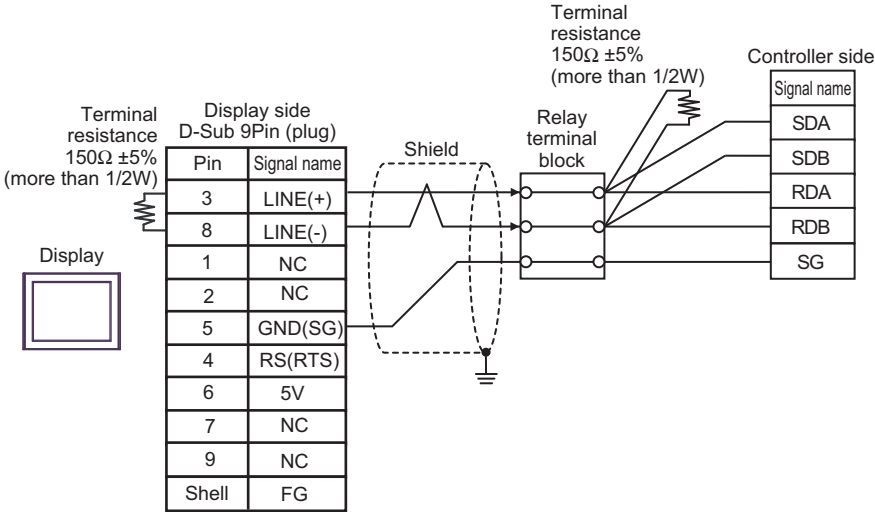 Terminal
resistance
150Ω ±5%
(more than 1/2W)
Controller side
Signal name
SDA
SDB
RDA
RDB
SG
Relay
terminal
block
Shield
Terminal
resistance
150Ω ±5%
(more than 1/2W)
Display side
D-Sub 9Pin (plug)
Pin Signal name
3 LINE(+)
8 LINE(-)
1 NC
2 NC
5 GND(SG)
4 RS(RTS)
6 5V
7 NC
9 NC
Shell FG
Display